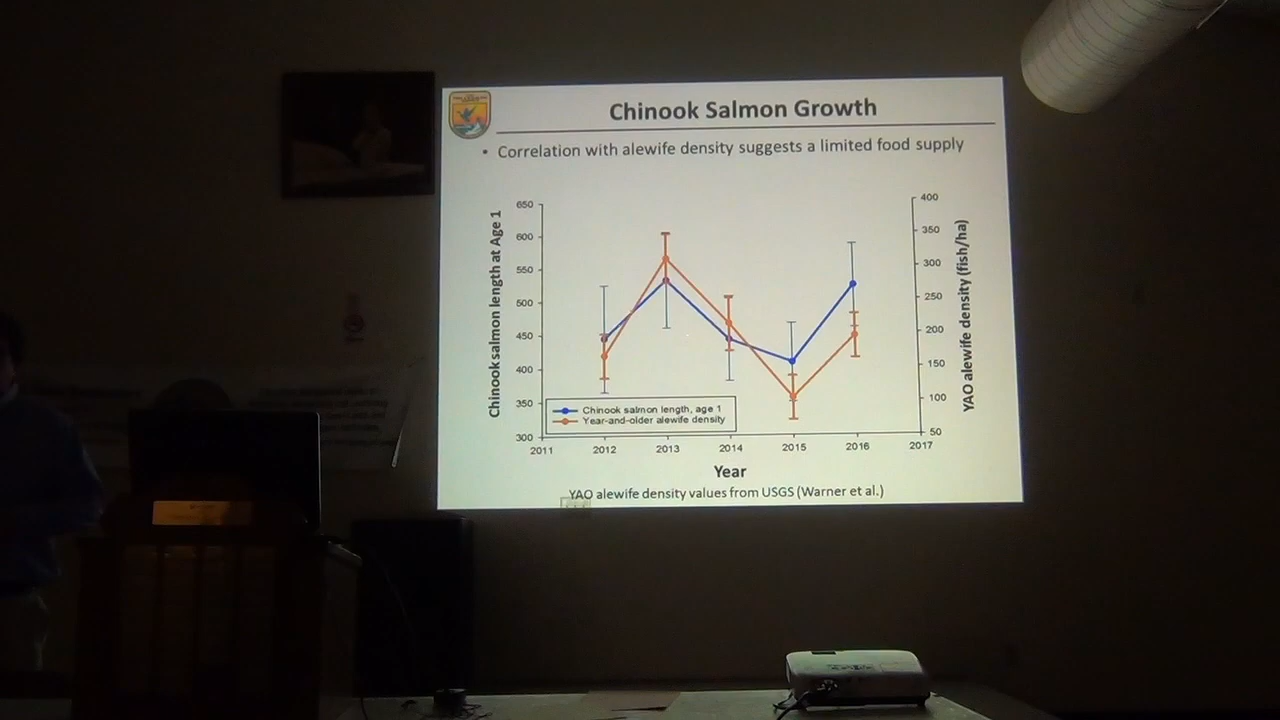 Chinook Salmon Growth
• Correlation with alewife density suggests a limited food supply
Chinook salmon length at Age 1
650
600
550
500
450
400
350
300
400
350
300
250
200
150
100
50
YAO alewife density (fish/ha)
Chinook salmon length, age 1
Year-and-older alewife density
2011
2012
2013
2014
2015
2016
2017
Year
YAO alewife density values from USGS (Warner et al.)